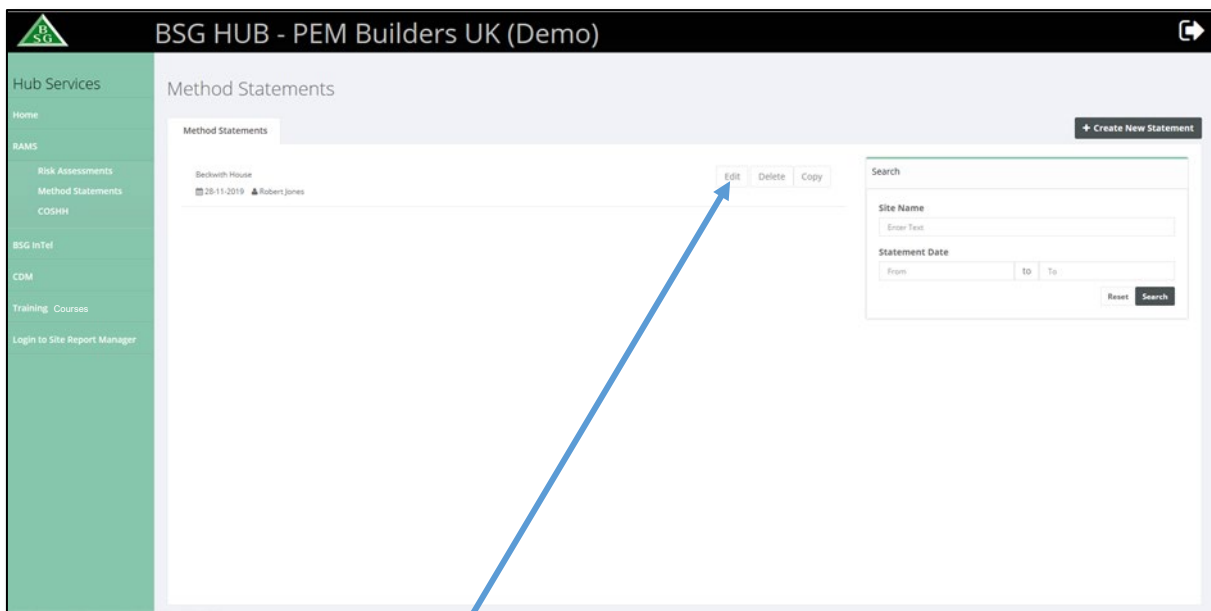 B
SG
BSG HUB - PEM Builders UK (Demo)
Hub Services
Home
RAMS
Risk Assessments
Method Statements
COSHH
BSG InTel
CDM
Training Courses
Login to Site Report Manager
Method Statements
Method Statements
+ Create New Statement
Beckwith House
28-11-2019 Robert Jones
Edit Delete Copy
Search
Site Name
Enter Text
Statement Date
From to To
Reset Search